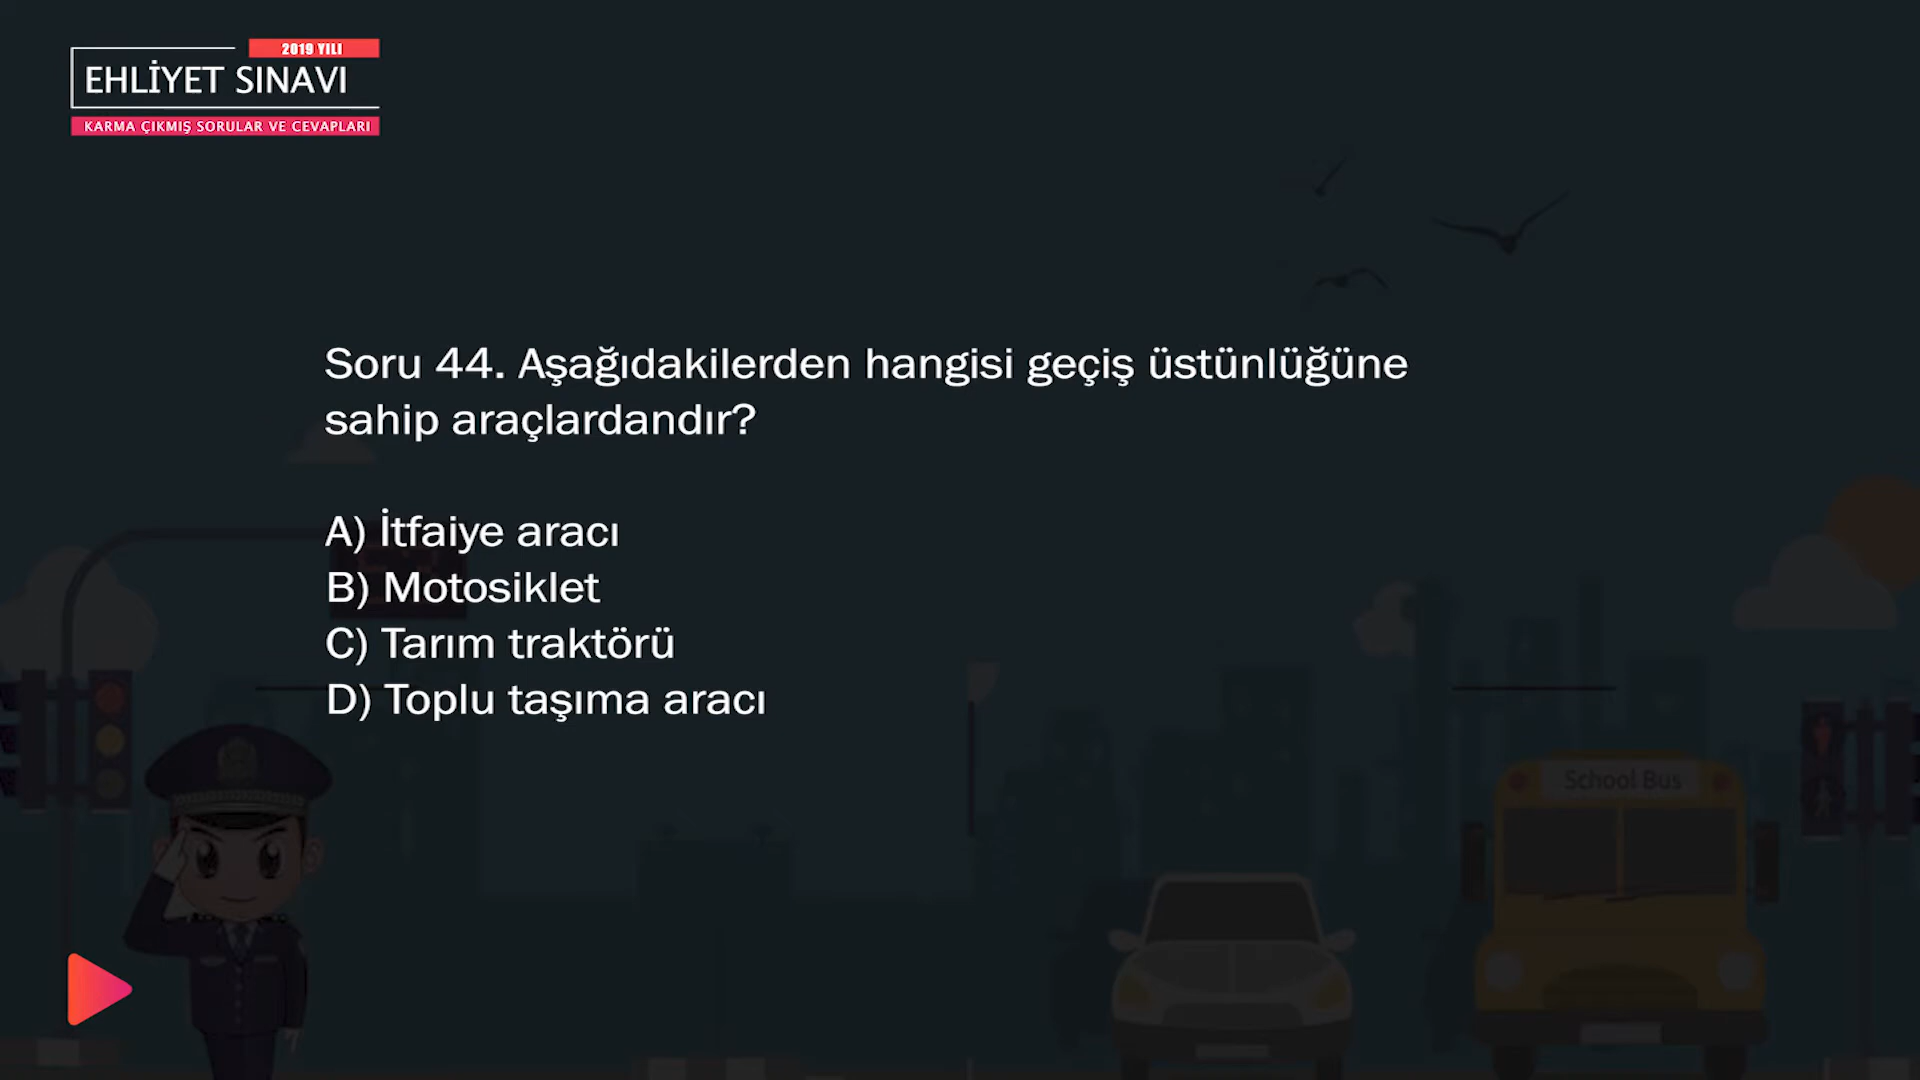 2019 YILI
EHLİYET SINAVI
KARMA ÇIKMIŞ SORULAR VE CEVAPLARI
Soru 44. Aşağıdakilerden hangisi geçiş üstünlüğüne
sahip araçlardandır?
A) İtfaiye aracı
B) Motosiklet
C) Tarım traktörü
D) Toplu taşıma aracı
School Bus